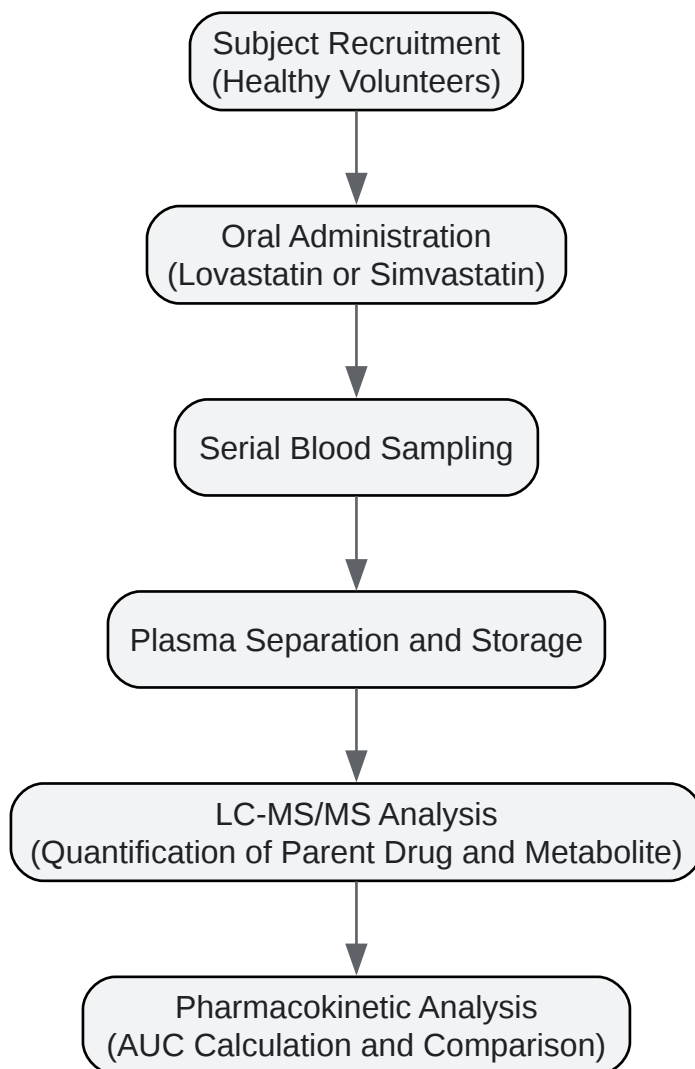 Subject Recruitment
(Healthy Volunteers)
Oral Administration
(Lovastatin or Simvastatin)
Serial Blood Sampling
Plasma Separation and Storage
LC-MS/MS Analysis
(Quantification of Parent Drug and Metabolite)
Pharmacokinetic Analysis
(AUC Calculation and Comparison)